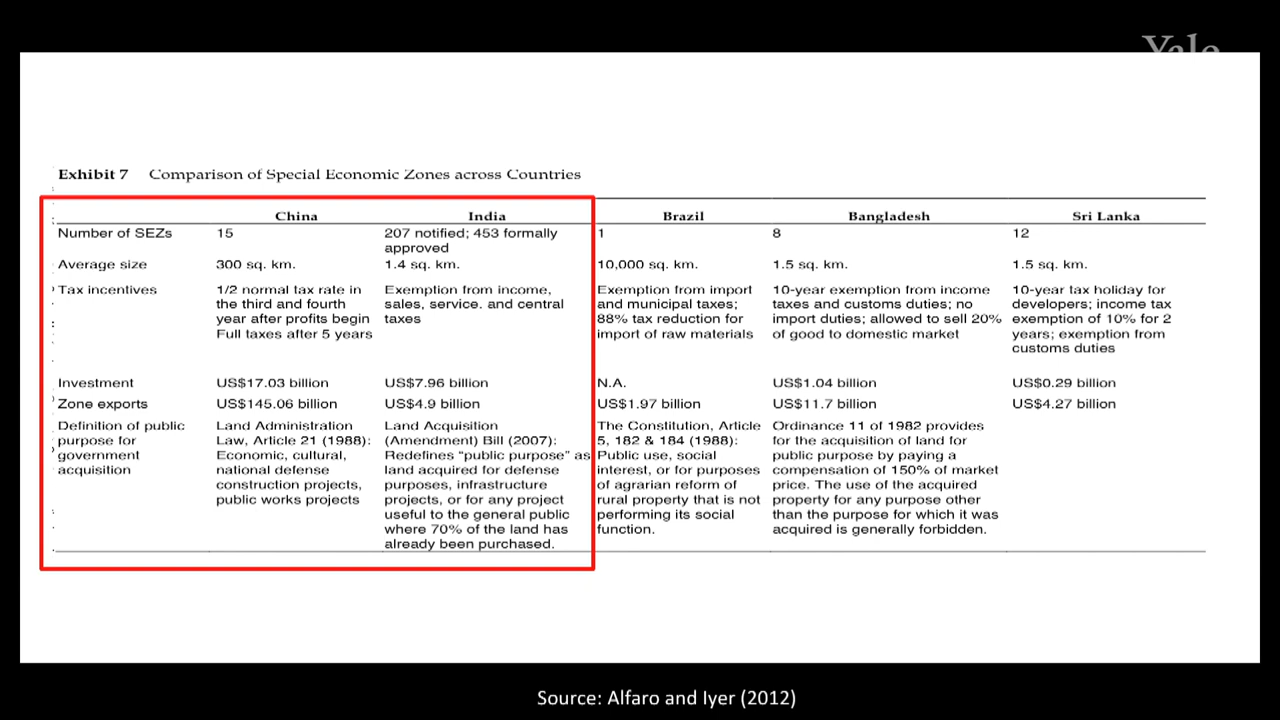 Yale
Exhibit 7 Comparison of Special Economic Zones across Countries
China India Brazil Bangladesh Sri Lanka
Number of SEZs 15 207 notified; 453 formally approved 1 8 12
Average size 300 sq. km. 1.4 sq. km. 10,000 sq. km. 1.5 sq. km. 1.5 sq. km.
Tax incentives
1/2 normal tax rate in
the third and fourth
year after profits begin
Full taxes after 5 years
Exemption from income,
sales, service. and central
taxes
Exemption from import
and municipal taxes;
88% tax reduction for
import of raw materials
10-year exemption from income
taxes and customs duties; no
import duties; allowed to sell 20%
of good to domestic market
10-year tax holiday for
developers; income tax
exemption of 10% for 2
years; exemption from
customs duties
Investment US$17.03 billion US$7.96 billion N.A. US$1.04 billion US$0.29 billion
Zone exports US$145.06 billion US$4.9 billion US$1.97 billion US$11.7 billion US$4.27 billion
Definition of public
purpose for
government
acquisition
Land Administration
Law, Article 21 (1988):
Economic, cultural,
national defense
construction projects,
public works projects
Land Acquisition
(Amendment) Bill (2007):
Redefines “public purpose” as
land acquired for defense
purposes, infrastructure
projects, or for any project
useful to the general public
where 70% of the land has
already been purchased.
The Constitution, Article
5, 182 & 184 (1988):
Public use, social
interest, or for purposes
of agrarian reform of
rural property that is not
performing its social
function.
Ordinance 11 of 1982 provides
for the acquisition of land for
public purpose by paying a
compensation of 150% of market
price. The use of the acquired
property for any purpose other
than the purpose for which it was
acquired is generally forbidden.
Source: Alfaro and Iyer (2012)